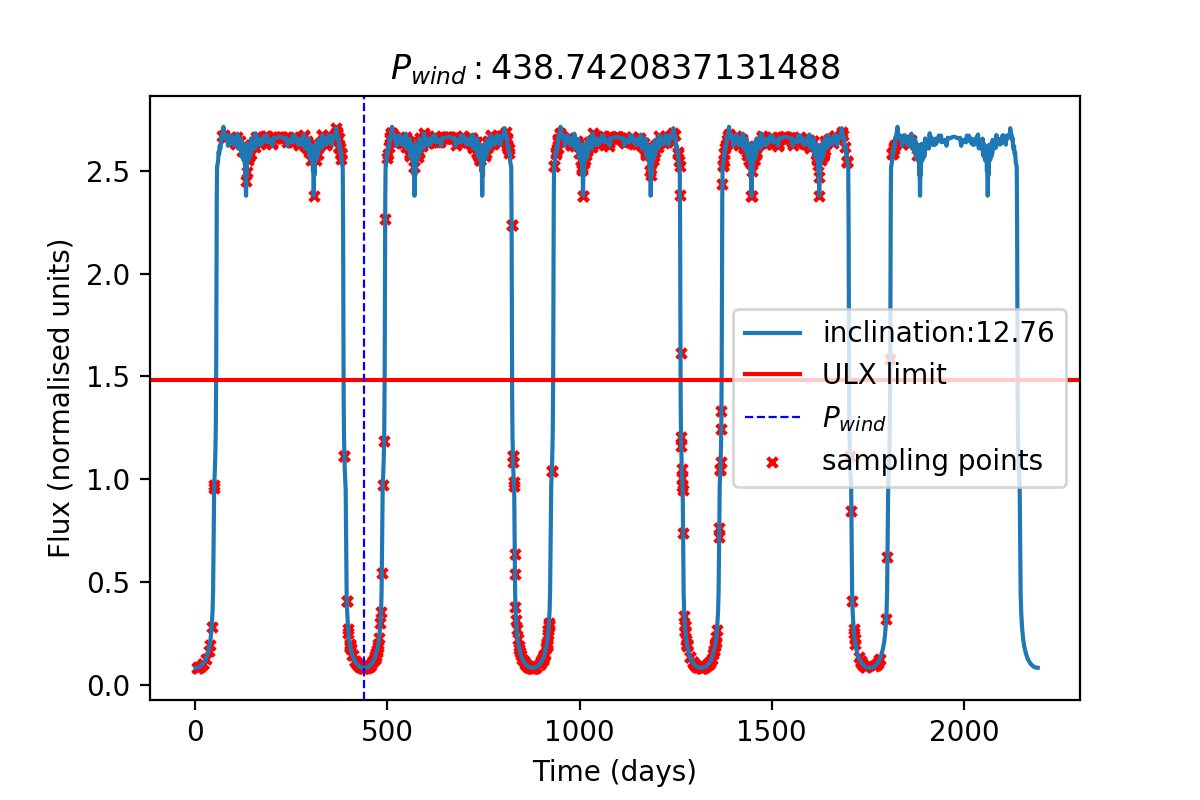 P_wind : 438.7420837131488
2.5
2.0
1.5
1.0
0.5
0.0
Flux (normalised units)
inclination:12.76
ULX limit
P_wind
sampling points
0 500 1000 1500 2000
Time (days)